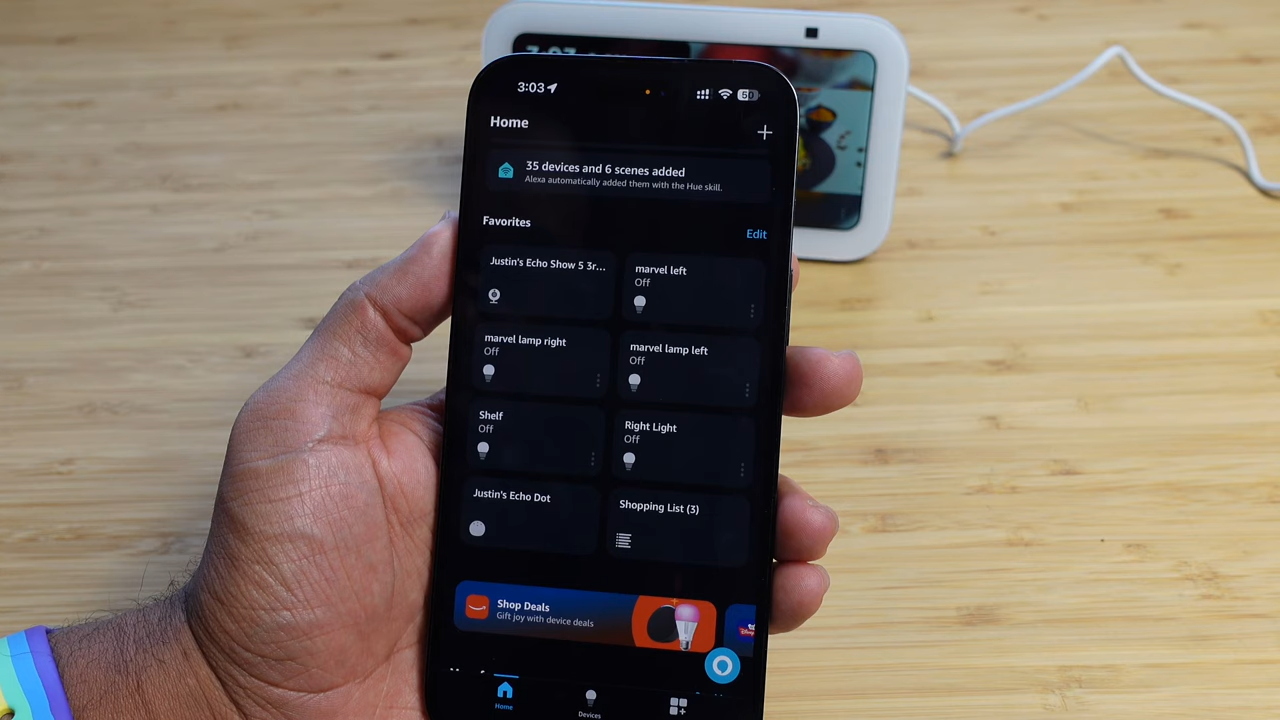 3:03
50
Home
35 devices and 6 scenes added
Alexa automatically added them with the Hue skill.
Favorites
Edit
Justin's Echo Show 5 3r...
marvel left
Off
marvel lamp right
Off
marvel lamp left
Off
Shelf
Off
Right Light
Off
Justin's Echo Dot
Shopping List (3)
Shop Deals
Gift joy with device deals
Disney
Home
Devices